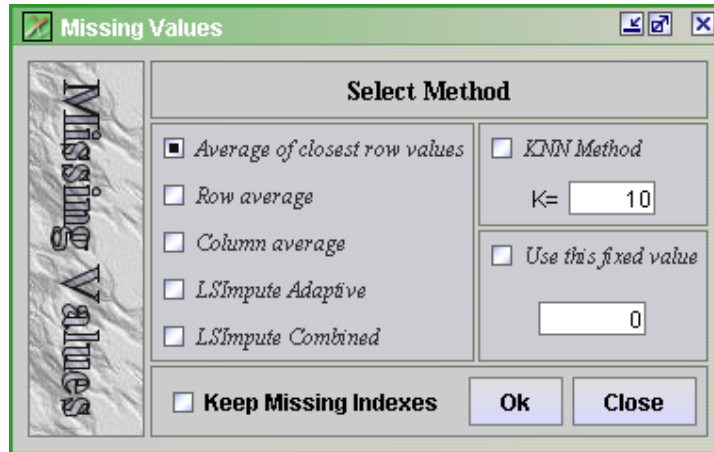 Missing Values
Missing Values
Select Method
Average of closest row values
Row average
Column average
LSImpute Adaptive
LSImpute Combined
KNN Method
K= 10
Use this fixed value
0
Keep Missing Indexes
Ok
Close